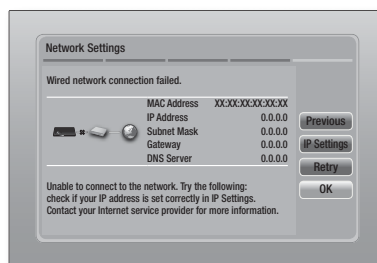 Network Settings
Wired network connection failed.
MAC Address XX:XX:XX:XX:XX:XX
IP Address 0.0.0.0
Subnet Mask 0.0.0.0
Gateway 0.0.0.0
DNS Server 0.0.0.0
Previous
IP Settings
Retry
OK
Unable to connect to the network. Try the following:
check if your IP address is set correctly in IP Settings.
Contact your Internet service provider for more information.